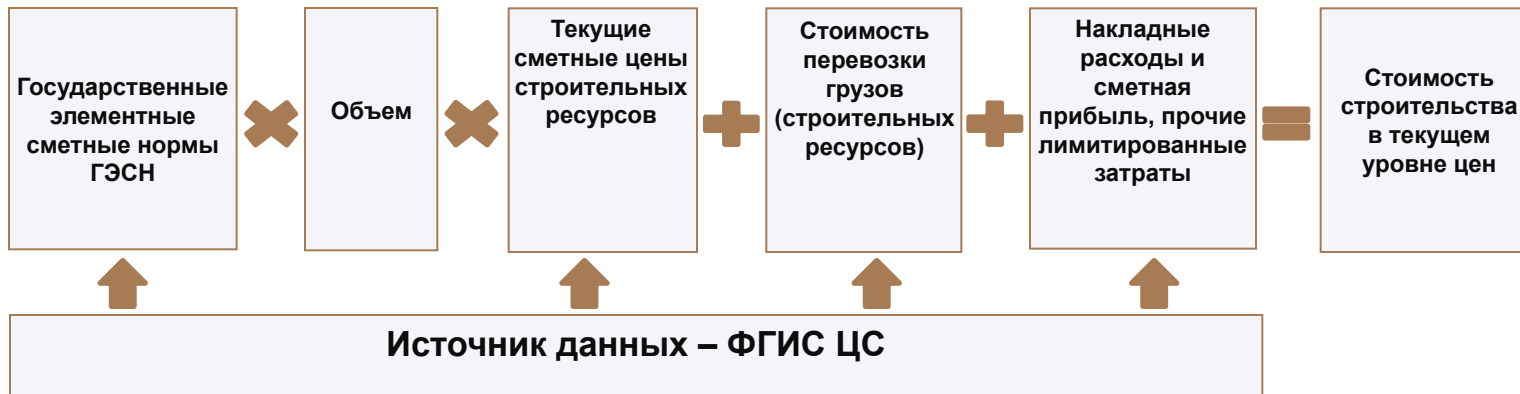 Государственные
элементные
сметные нормы
ГЭСН
Объем
Текущие
сметные цены
строительных
ресурсов
Стоимость
перевозки
грузов
(строительных
ресурсов)
Накладные
расходы и
сметная
прибыль, прочие
лимитированные
затраты
Стоимость
строительства
в текущем
уровне цен
Источник данных – ФГИС ЦС